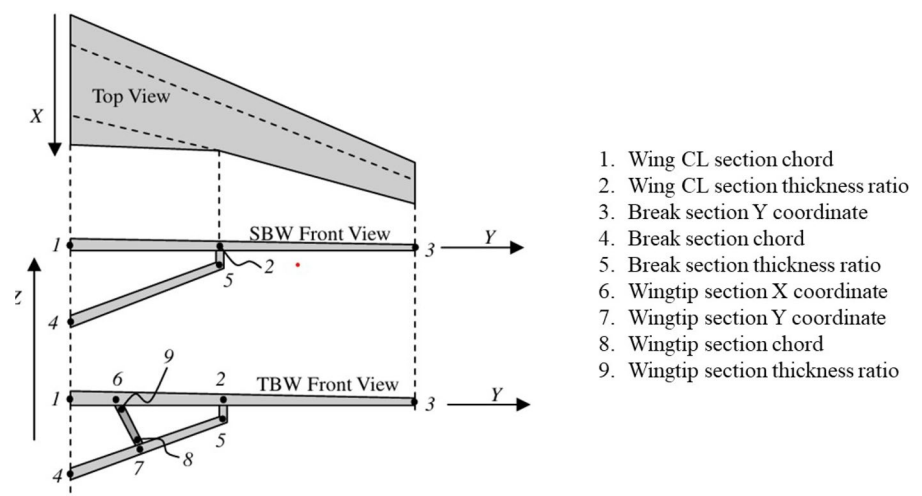 Top View
X
SBW Front View
Y
1
2
3
5
Z
4
9
6
2
TBW Front View
Y
1
3
5
7
8
4
1. Wing CL section chord
2. Wing CL section thickness ratio
3. Break section Y coordinate
4. Break section chord
5. Break section thickness ratio
6. Wingtip section X coordinate
7. Wingtip section Y coordinate
8. Wingtip section chord
9. Wingtip section thickness ratio